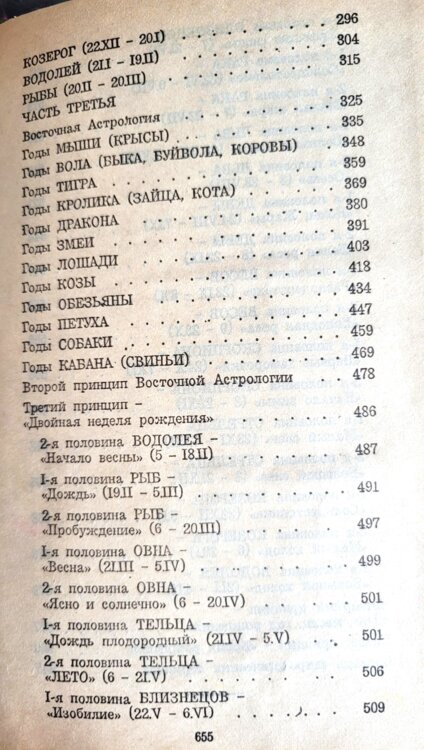 КОЗЕРОГ (22.XII – 20.I) . . . . . . . . . . . . . 296
ВОДОЛЕЙ (21.I – 19.II) . . . . . . . . . . . . . 304
РЫБЫ (20.II – 20.III) . . . . . . . . . . . . . 315
ЧАСТЬ ТРЕТЬЯ
Восточная Астрология . . . . . . . . . . . . . 325
Годы МЫШИ (КРЫСЫ) . . . . . . . . . . . . . 335
Годы ВОЛА (БЫКА, БУЙВОЛА, КОРОВЫ) . . . . 348
Годы ТИГРА . . . . . . . . . . . . . 359
Годы КРОЛИКА (ЗАЙЦА, КОТА) . . . . . . . . 369
Годы ДРАКОНА . . . . . . . . . . . . . 380
Годы ЗМЕИ . . . . . . . . . . . . . 391
Годы ЛОШАДИ . . . . . . . . . . . . . 403
Годы КОЗЫ . . . . . . . . . . . . . 418
Годы ОБЕЗЬЯНЫ . . . . . . . . . . . . . 434
Годы ПЕТУХА . . . . . . . . . . . . . 447
Годы СОБАКИ . . . . . . . . . . . . . 459
Годы КАБАНА (СВИНЬИ) . . . . . . . . . . . 469
Второй принцип Восточной Астрологии . . . . 478
Третий принцип –
«Двойная неделя рождения» . . . . . . . . . 486
2-я половина ВОДОЛЕЯ –
«Начало весны» (5 – 18.II) . . . . . . . . . 487
I-я половина РЫБ –
«Дождь» (19.II – 5.III) . . . . . . . . . . 491
2-я половина РЫБ –
«Пробуждение» (6 – 20.III) . . . . . . . . . 497
I-я половина ОВНА –
«Весна» (21.III – 5.IV) . . . . . . . . . . 499
2-я половина ОВНА –
«Ясно и солнечно» (6 – 20.IV) . . . . . . . 501
I-я половина ТЕЛЬЦА –
«Дождь плодородный» (21.IV – 5.V) . . . . . 501
2-я половина ТЕЛЬЦА –
«ЛЕТО» (6 – 21.V) . . . . . . . . . . . . 506
I-я половина БЛИЗНЕЦОВ –
«Изобилие» (22.V – 6.VI) . . . . . . . . . 509
655